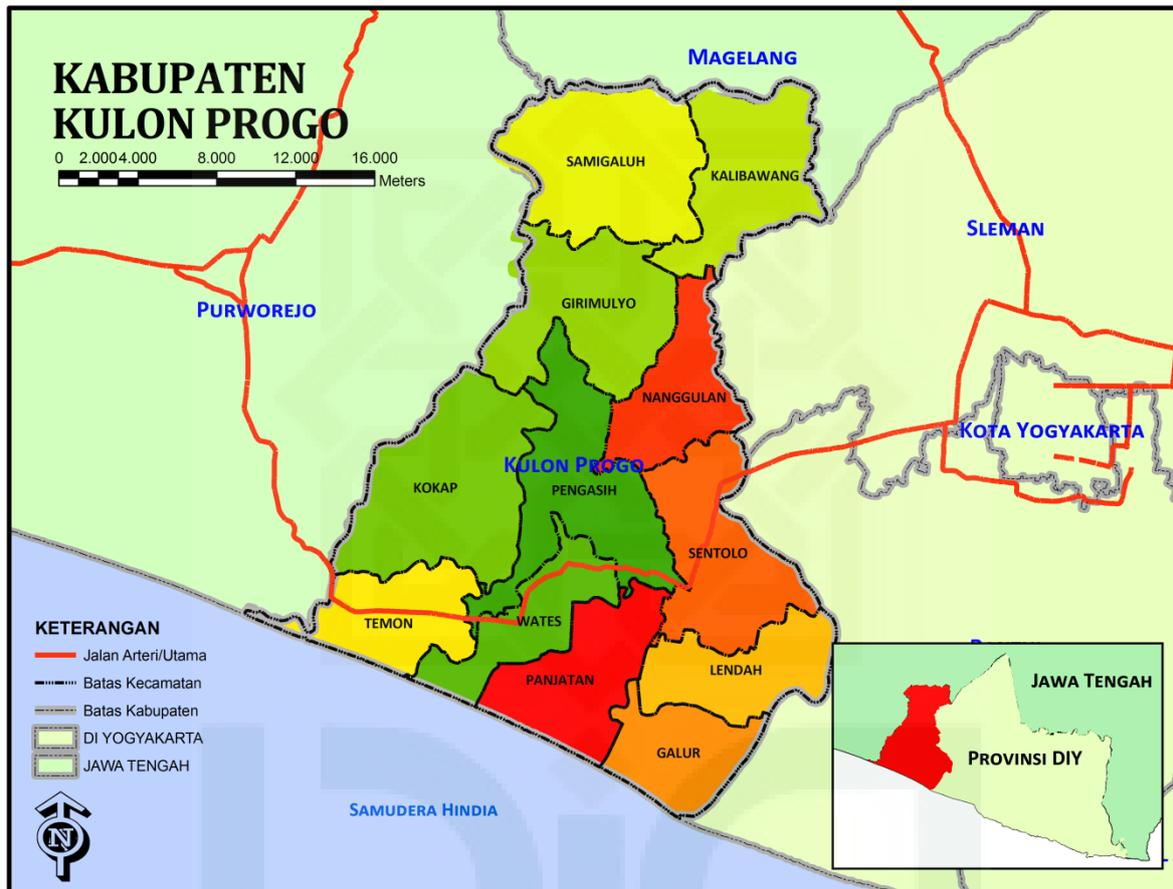 KABUPATEN
KULON PROGO
0 2.000 4.000 8.000 12.000 16.000
Meters
MAGELANG
SAMIGALUH
KALIBAWANG
SLEMAN
PURWOREJO
GIRIMULYO
NANGGULAN
KOTA YOGYAKARTA
KULON PROGO
KOKAP
PENGASIH
SENTOLO
TEMON
WATES
LENDAH
PANJATAN
GALUR
SAMUDERA HINDIA
KETERANGAN
Jalan Arteri/Utama
Batas Kecamatan
Batas Kabupaten
DI YOGYAKARTA
JAWA TENGAH
N
JAWA TENGAH
PROVINSI DIY